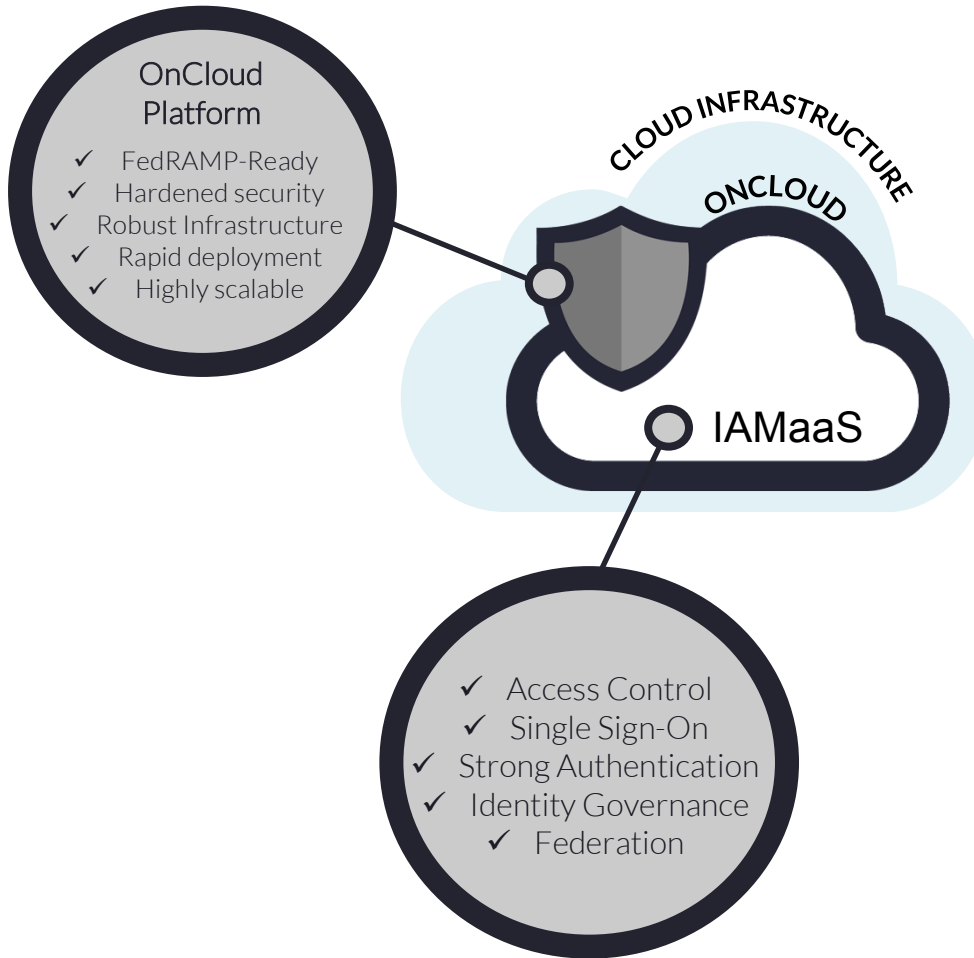 OnCloud
Platform
✓ FedRAMP-Ready
✓ Hardened security
✓ Robust Infrastructure
✓ Rapid deployment
✓ Highly scalable
CLOUD INFRASTRUCTURE
ONCLOUD
IAMaaS
✓ Access Control
✓ Single Sign-On
✓ Strong Authentication
✓ Identity Governance
✓ Federation